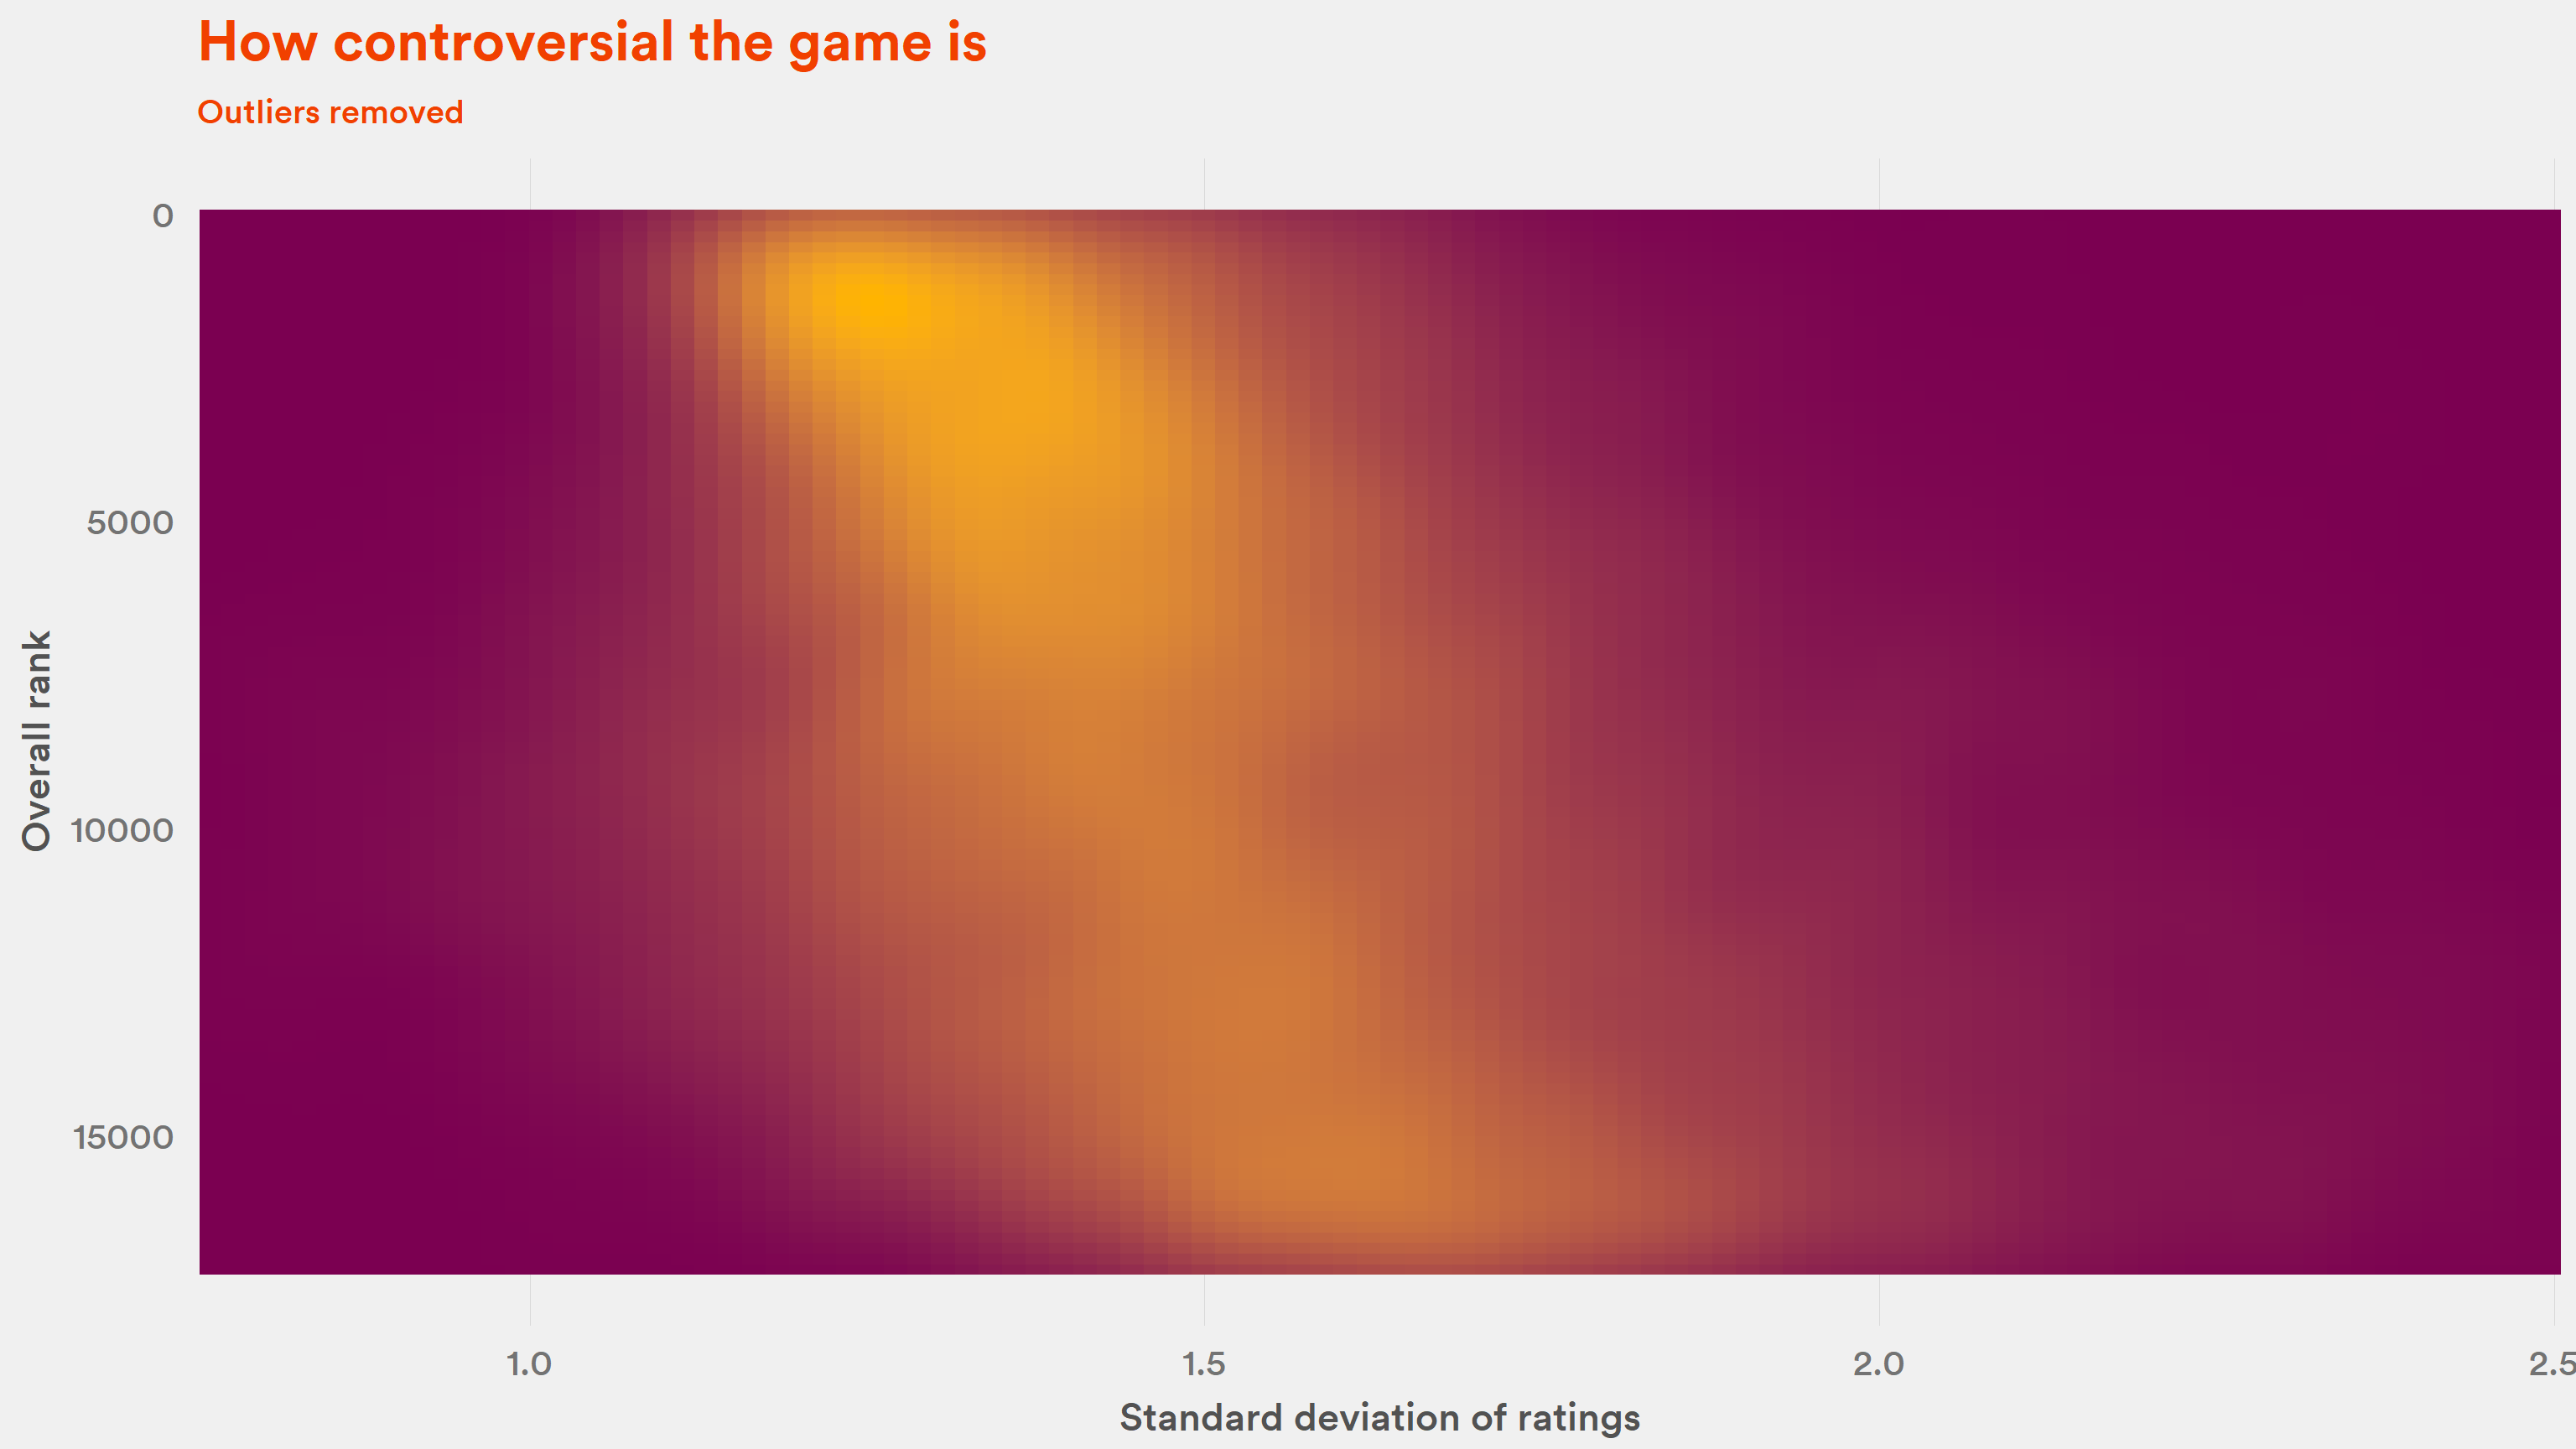 How controversial the game is
Outliers removed
0
5000
10000
15000
Overall rank
1.0
1.5
2.0
2.5
Standard deviation of ratings